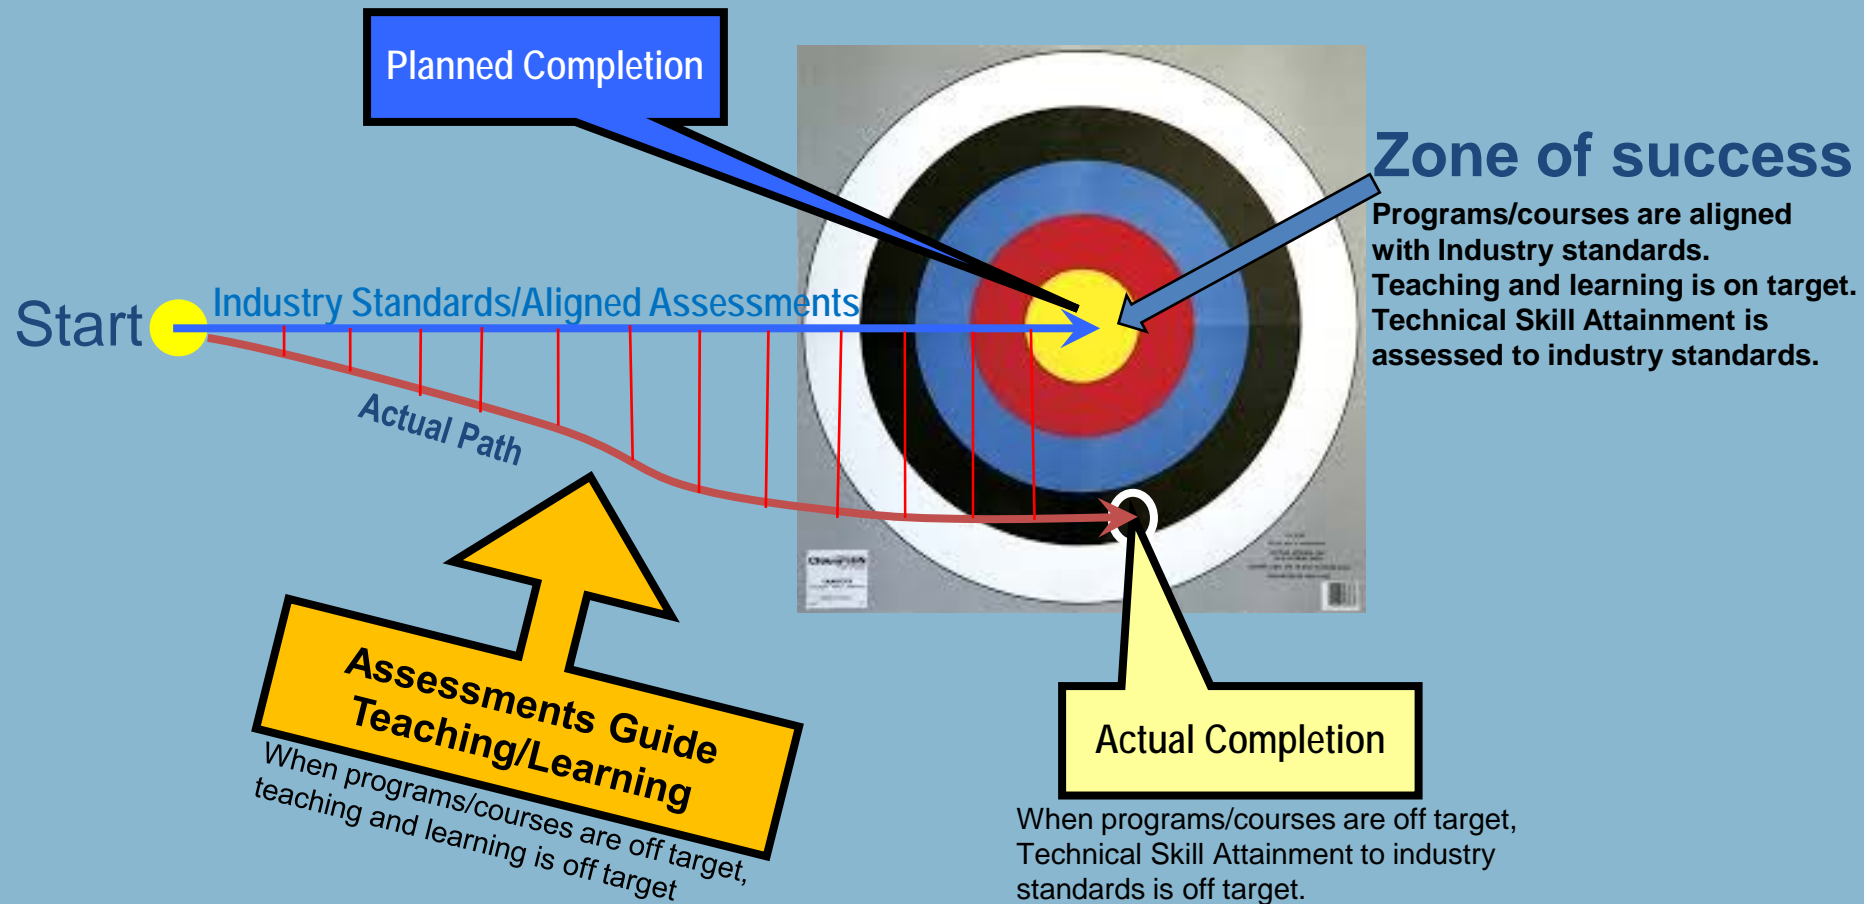 Planned Completion
Zone of success
Programs/courses are aligned
with Industry standards.
Teaching and learning is on target.
Technical Skill Attainment is
assessed to industry standards.
Start
Industry Standards/Aligned Assessments
Actual Path
Assessments Guide
Teaching/Learning
When programs/courses are off target,
teaching and learning is off target
Actual Completion
When programs/courses are off target,
Technical Skill Attainment to industry
standards is off target.